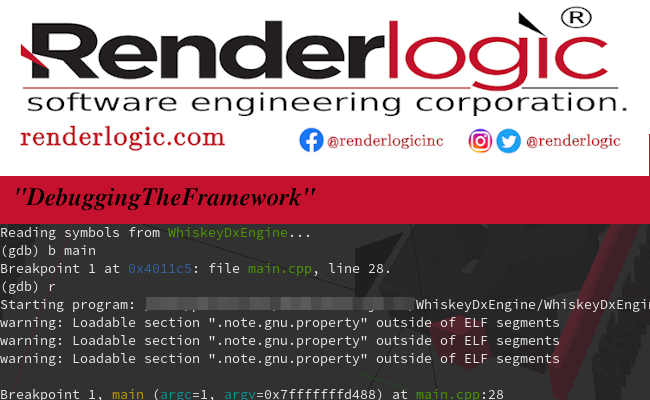 Renderlogic®
software engineering corporation.
renderlogic.com @renderlogicinc @renderlogic
"DebuggingTheFramework"
Reading symbols from WhiskeyDxEngine...
(gdb) b main
Breakpoint 1 at 0x4011c5: file main.cpp, line 28.
(gdb) r
Starting program: /WhiskeyDxEngine/WhiskeyDxEngin
warning: Loadable section ".note.gnu.property" outside of ELF segments
warning: Loadable section ".note.gnu.property" outside of ELF segments
warning: Loadable section ".note.gnu.property" outside of ELF segments
Breakpoint 1, main (argc=1, argv=0x7fffffffd488) at main.cpp:28